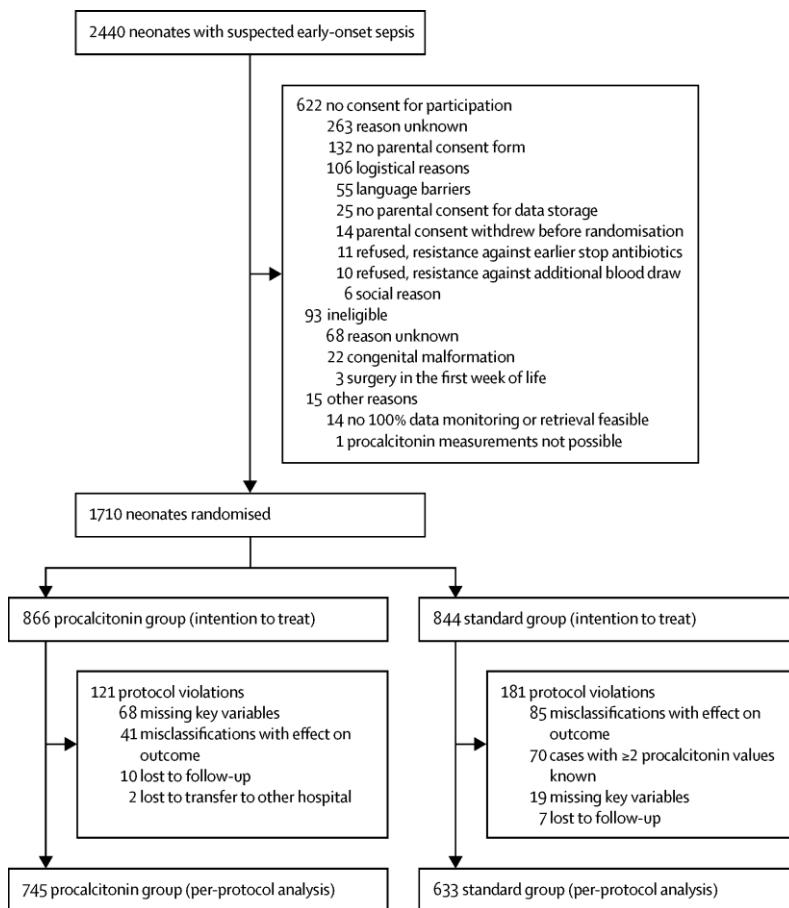 2440 neonates with suspected early-onset sepsis
622 no consent for participation
263 reason unknown
132 no parental consent form
106 logistical reasons
55 language barriers
25 no parental consent for data storage
14 parental consent withdrew before randomisation
11 refused, resistance against earlier stop antibiotics
10 refused, resistance against additional blood draw
6 social reason
93 ineligible
68 reason unknown
22 congenital malformation
3 surgery in the first week of life
15 other reasons
14 no 100% data monitoring or retrieval feasible
1 procalcitonin measurements not possible
1710 neonates randomised
866 procalcitonin group (intention to treat)
844 standard group (intention to treat)
121 protocol violations
68 missing key variables
41 misclassifications with effect on
outcome
10 lost to follow-up
2 lost to transfer to other hospital
181 protocol violations
85 misclassifications with effect on
outcome
70 cases with ≥2 procalcitonin values
known
19 missing key variables
7 lost to follow-up
745 procalcitonin group (per-protocol analysis)
633 standard group (per-protocol analysis)